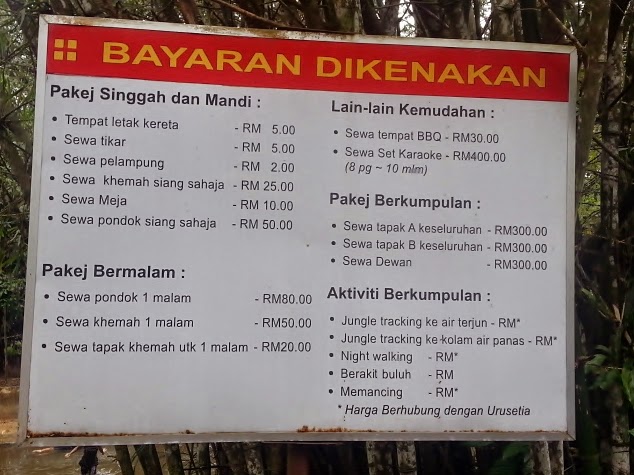 BAYARAN DIKENAKAN
Pakej Singgah dan Mandi :
• Tempat letak kereta - RM 5.00
• Sewa tikar - RM 5.00
• Sewa pelampung - RM 2.00
• Sewa khemah siang sahaja - RM 25.00
• Sewa Meja - RM 10.00
• Sewa pondok siang sahaja - RM 50.00
Pakej Bermalam :
• Sewa pondok 1 malam - RM80.00
• Sewa khemah 1 malam - RM50.00
• Sewa tapak khemah utk 1 malam - RM20.00
Lain-lain Kemudahan :
• Sewa tempat BBQ - RM30.00
• Sewa Set Karaoke - RM400.00
(8 pg ~ 10 mlm)
Pakej Berkumpulan :
• Sewa tapak A keseluruhan - RM300.00
• Sewa tapak B keseluruhan - RM300.00
• Sewa Dewan - RM300.00
Aktiviti Berkumpulan :
• Jungle tracking ke air terjun - RM*
• Jungle tracking ke kolam air panas - RM*
• Night walking - RM*
• Berakit buluh - RM
• Memancing - RM*
* Harga Berhubung dengan Urusetia